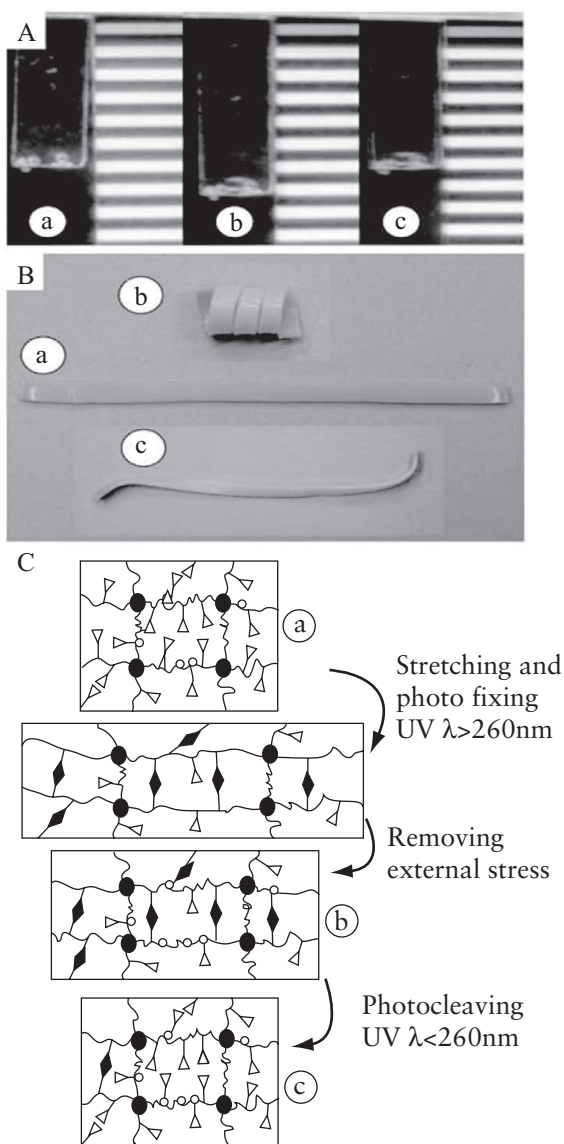 A
a
b
c
B
b
a
c
C
a
Stretching and
photo fixing
UV λ>260nm
Removing
external stress
b
Photocleaving
UV λ<260nm
c